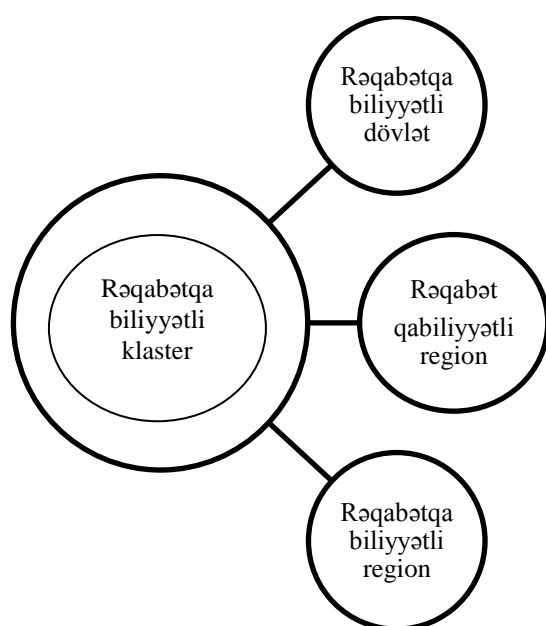 Rəqabətqa
biliyyətli
dövlət
Rəqabətqa
biliyyətli
klaster
Rəqabət
qabiliyyətli
region
Rəqabətqa
biliyyətli
region